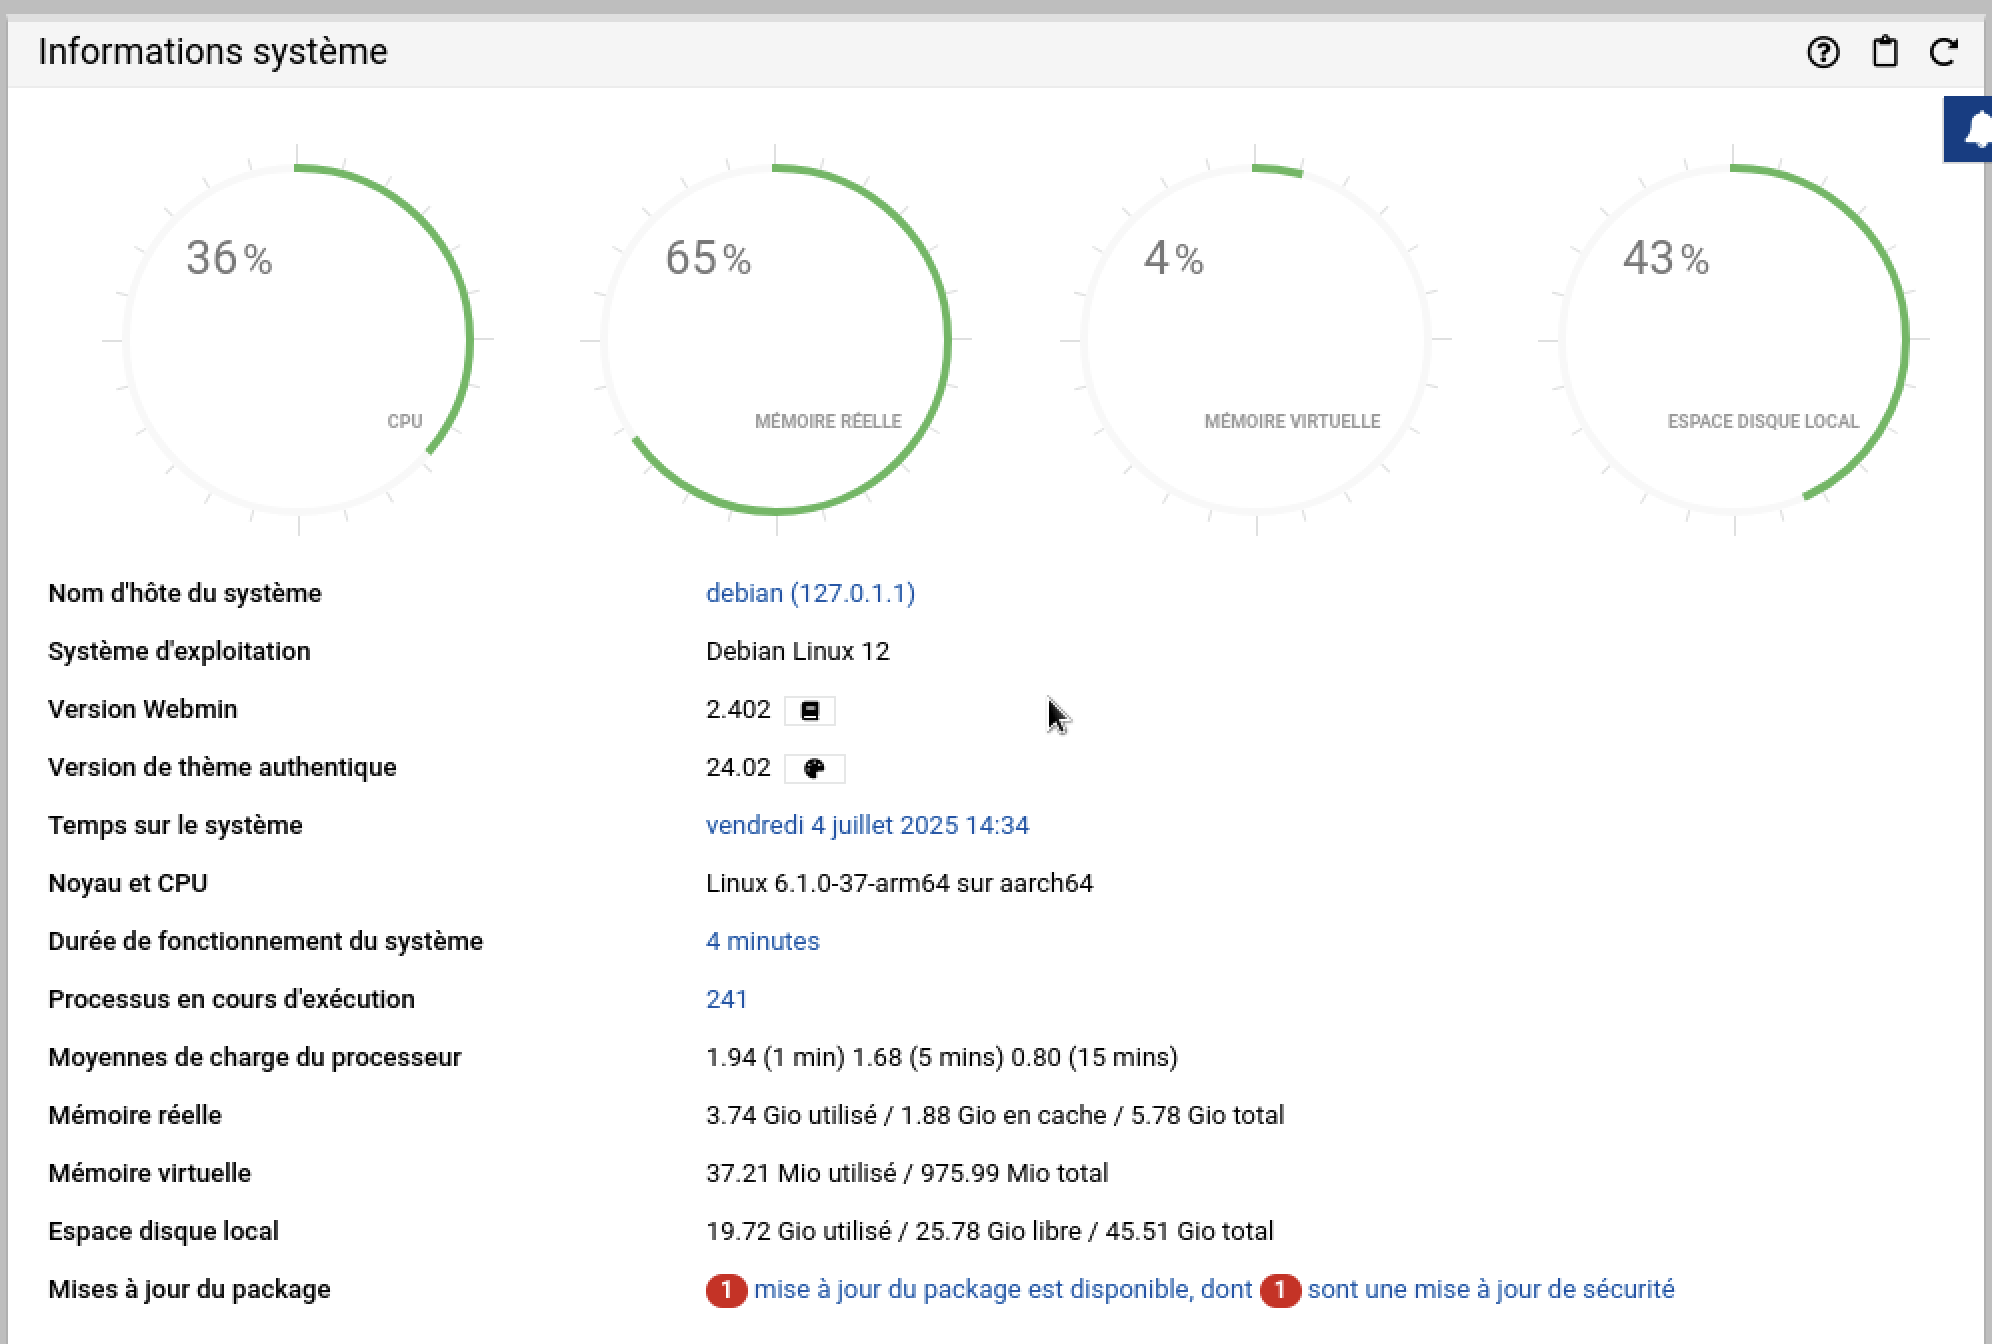 Informations système
36%
CPU
65%
MÉMOIRE RÉELLE
4%
MÉMOIRE VIRTUELLE
43%
ESPACE DISQUE LOCAL
Nom d'hôte du système debian (127.0.1.1)
Système d'exploitation Debian Linux 12
Version Webmin 2.402
Version de thème authentique 24.02
Temps sur le système vendredi 4 juillet 2025 14:34
Noyau et CPU Linux 6.1.0-37-arm64 sur aarch64
Durée de fonctionnement du système 4 minutes
Processus en cours d'exécution 241
Moyennes de charge du processeur 1.94 (1 min) 1.68 (5 mins) 0.80 (15 mins)
Mémoire réelle 3.74 Gio utilisé / 1.88 Gio en cache / 5.78 Gio total
Mémoire virtuelle 37.21 Mio utilisé / 975.99 Mio total
Espace disque local 19.72 Gio utilisé / 25.78 Gio libre / 45.51 Gio total
Mises à jour du package 1 mise à jour du package est disponible, dont 1 sont une mise à jour de sécurité